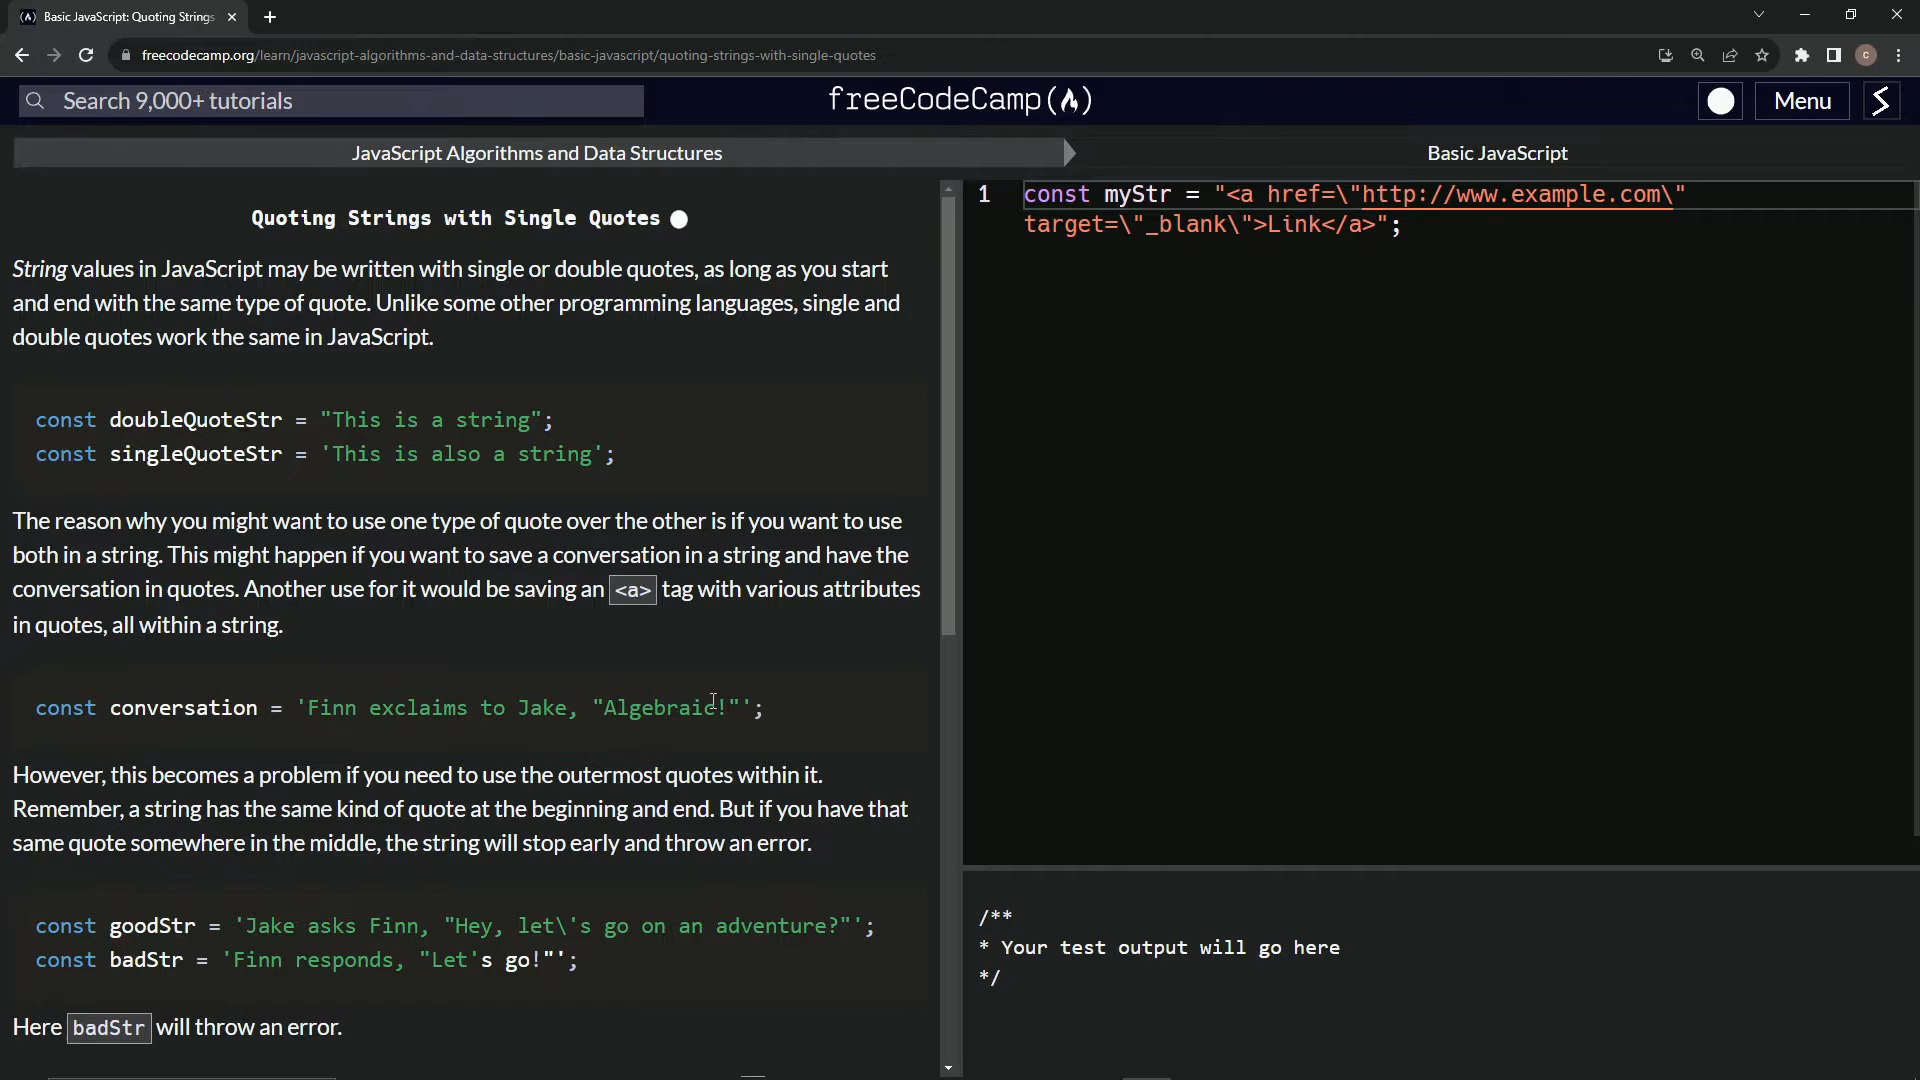 Basic JavaScript: Quoting Strings
freecodecamp.org/learn/javascript-algorithms-and-data-structures/basic-javascript/quoting-strings-with-single-quotes
c
Search 9,000+ tutorials
freeCodeCamp
Menu
JavaScript Algorithms and Data Structures
Basic JavaScript
Quoting Strings with Single Quotes
String values in JavaScript may be written with single or double quotes, as long as you start
and end with the same type of quote. Unlike some other programming languages, single and
double quotes work the same in JavaScript.
const doubleQuoteStr = "This is a string";
const singleQuoteStr = 'This is also a string';
The reason why you might want to use one type of quote over the other is if you want to use
both in a string. This might happen if you want to save a conversation in a string and have the
conversation in quotes. Another use for it would be saving an <a> tag with various attributes
in quotes, all within a string.
const conversation = 'Finn exclaims to Jake, "Algebraic!"';
However, this becomes a problem if you need to use the outermost quotes within it.
Remember, a string has the same kind of quote at the beginning and end. But if you have that
same quote somewhere in the middle, the string will stop early and throw an error.
const goodStr = 'Jake asks Finn, "Hey, let\'s go on an adventure?"';
const badStr = 'Finn responds, "Let's go!"';
Here badStr will throw an error.
1 const myStr = "<a href=\"http://www.example.com\"
target=\"_blank\">Link</a>";
/**
* Your test output will go here
*/